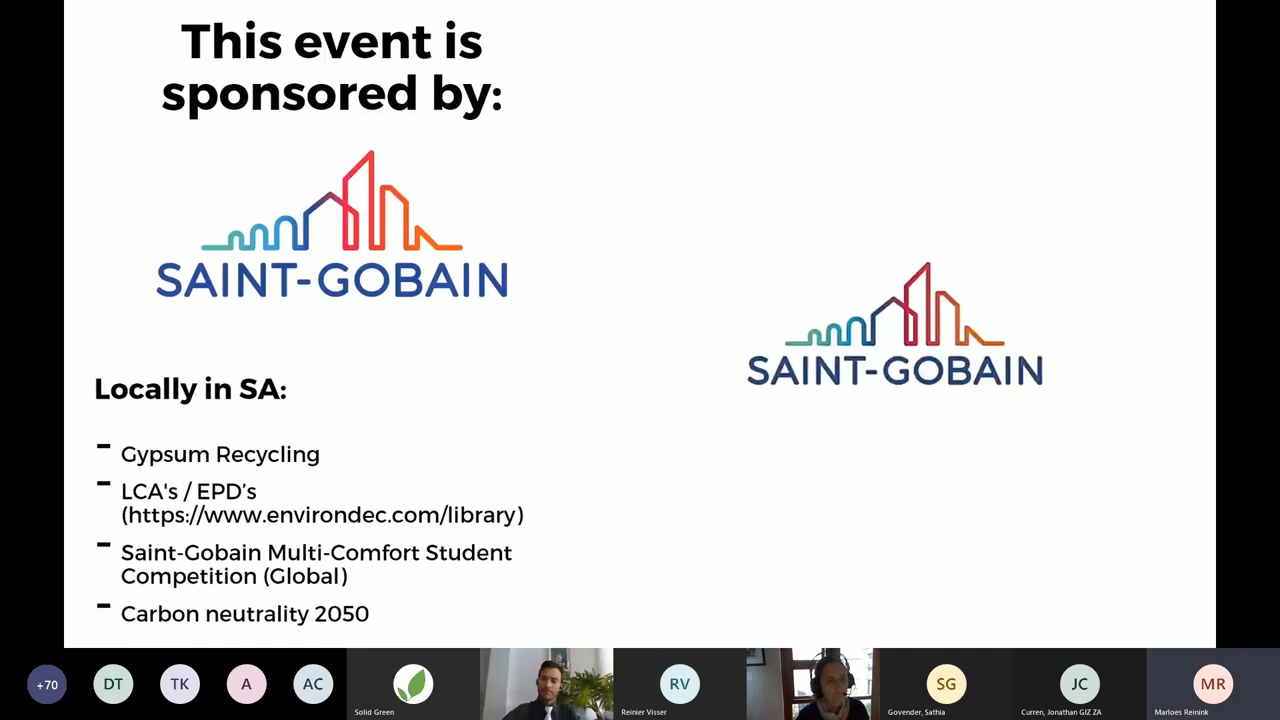 This event is
sponsored by:
SAINT-GOBAIN
Locally in SA:
- Gypsum Recycling
- LCA's / EPD’s
(https://www.environdec.com/library)
- Saint-Gobain Multi-Comfort Student
Competition (Global)
- Carbon neutrality 2050
SAINT-GOBAIN
+70
DT
TK
A
AC
Solid Green
RV
Reinier Visser
SG
Govender, Sathia
JC
Curren, Jonathan GIZ ZA
MR
Marloes Reinink